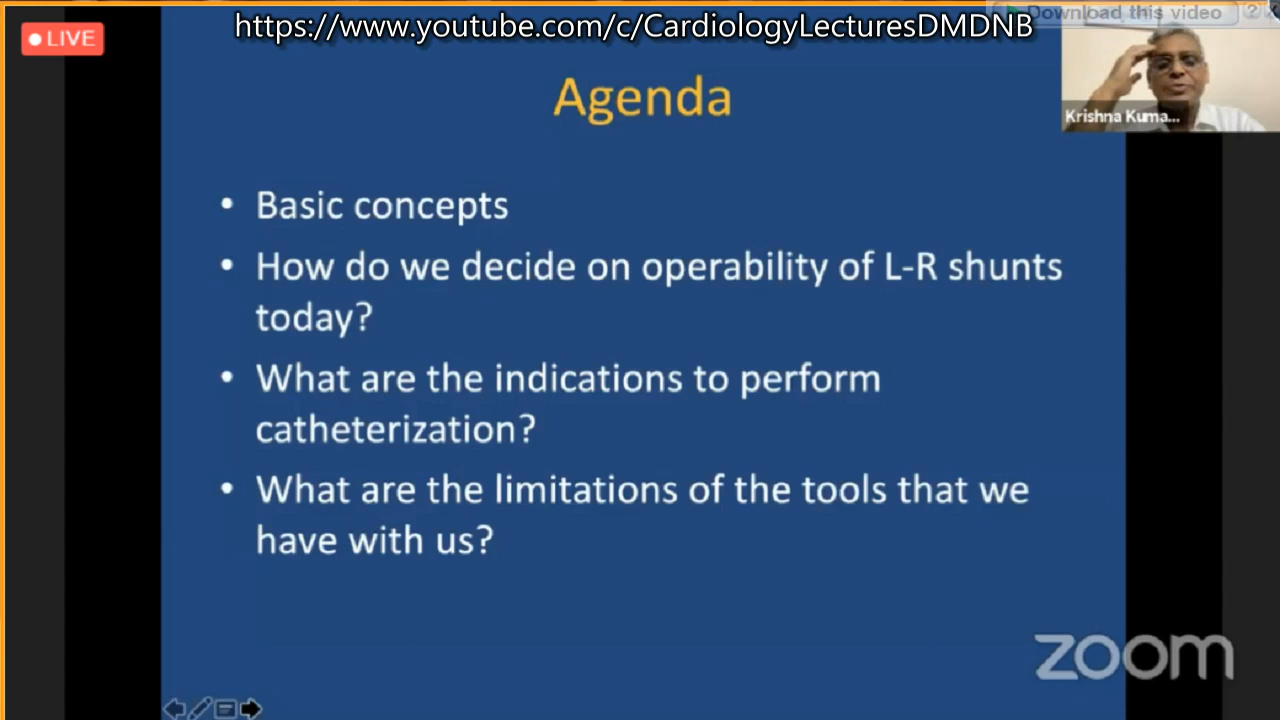 https://www.youtube.com/c/CardiologyLecturesDMDNB
Download this video
LIVE
Krishna Kuma...
Agenda
• Basic concepts
• How do we decide on operability of L-R shunts
today?
• What are the indications to perform
catheterization?
• What are the limitations of the tools that we
have with us?
zoom